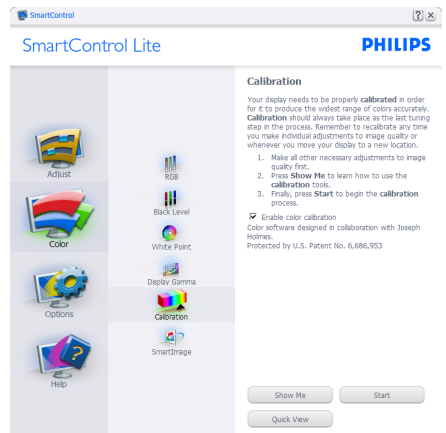 SmartControl
SmartControl Lite
PHILIPS
Adjust
Color
Options
Help
RGB
Black Level
White Point
Display Gamma
Calibration
SmartImage
Calibration
Your display needs to be properly calibrated in order
for it to produce the widest range of colors accurately.
Calibration should always take place as the last tuning
step in the process. Remember to recalibrate any time
you make individual adjustments to image quality or
whenever you move your display to a new location.
1. Make all other necessary adjustments to image
quality first.
2. Press Show Me to learn how to use the
calibration tools.
3. Finally, press Start to begin the calibration
process.
Enable color calibration
Color software designed in collaboration with Joseph
Holmes.
Protected by U.S. Patent No. 6,686,953
Show Me
Start
Quick View